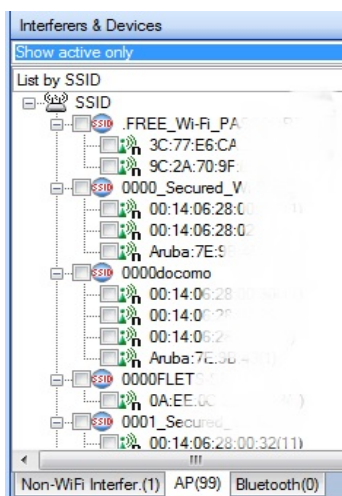 Interferers & Devices
Show active only
List by SSID
SSID
.FREE_Wi-Fi_PA
3C:77:E6:CA
9C:2A:70:9F
0000_Secured_W
00:14:06:28:0
00:14:06:28:02
Aruba:7E:9
0000docomo
00:14:06:28
00:14:0
00:14:06:2
Aruba:7E:9B
0000FLET
0A:EE:0
0001_Secured_
00:14:06:28:00:32(11)
Non-WiFi Interfer.(1) AP(99) Bluetooth(0)